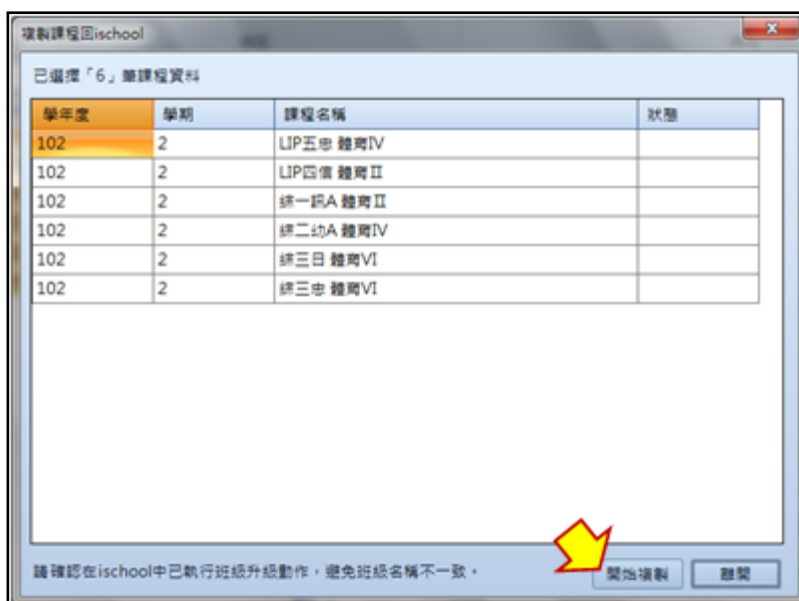 複製課程回ischool
已選擇「6」筆課程資料
學年度 學期 課程名稱 狀態
102 2 LIP五忠 體育IV
102 2 LIP四信 體育II
102 2 綜一訊A 體育II
102 2 綜二幼A 體育IV
102 2 綜三日 體育VI
102 2 綜三忠 體育VI
請確認在ischool中已執行班級升級動作，避免班級名稱不一致。
開始複製 離開